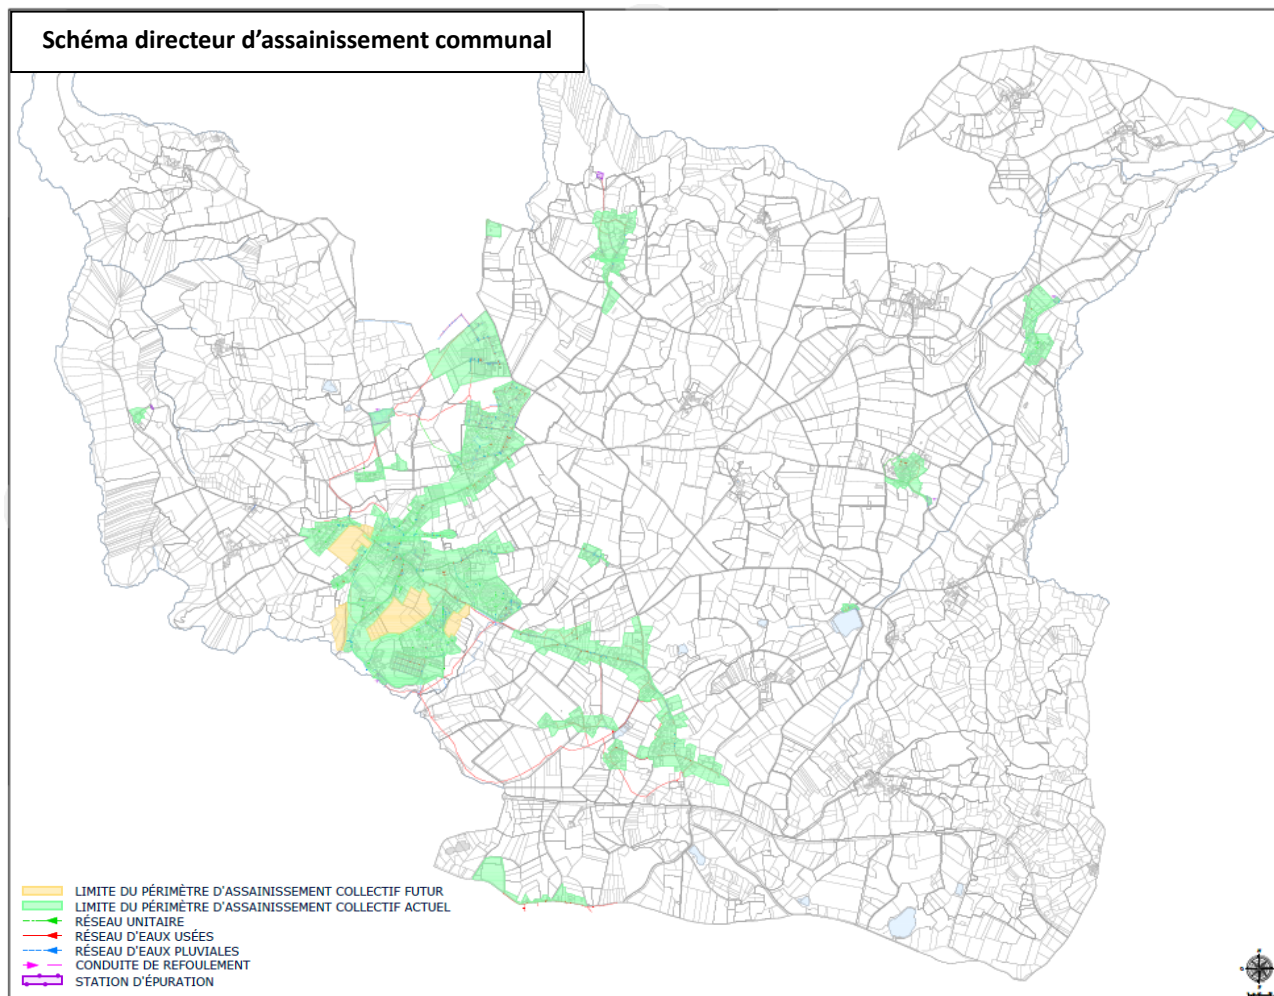 Schéma directeur d’assainissement communal
LIMITE DU PÉRIMÈTRE D'ASSAINISSEMENT COLLECTIF FUTUR
LIMITE DU PÉRIMÈTRE D'ASSAINISSEMENT COLLECTIF ACTUEL
RÉSEAU UNITAIRE
RÉSEAU D'EAUX USÉES
RÉSEAU D'EAUX PLUVIALES
CONDUITE DE REFOULEMENT
STATION D'ÉPURATION